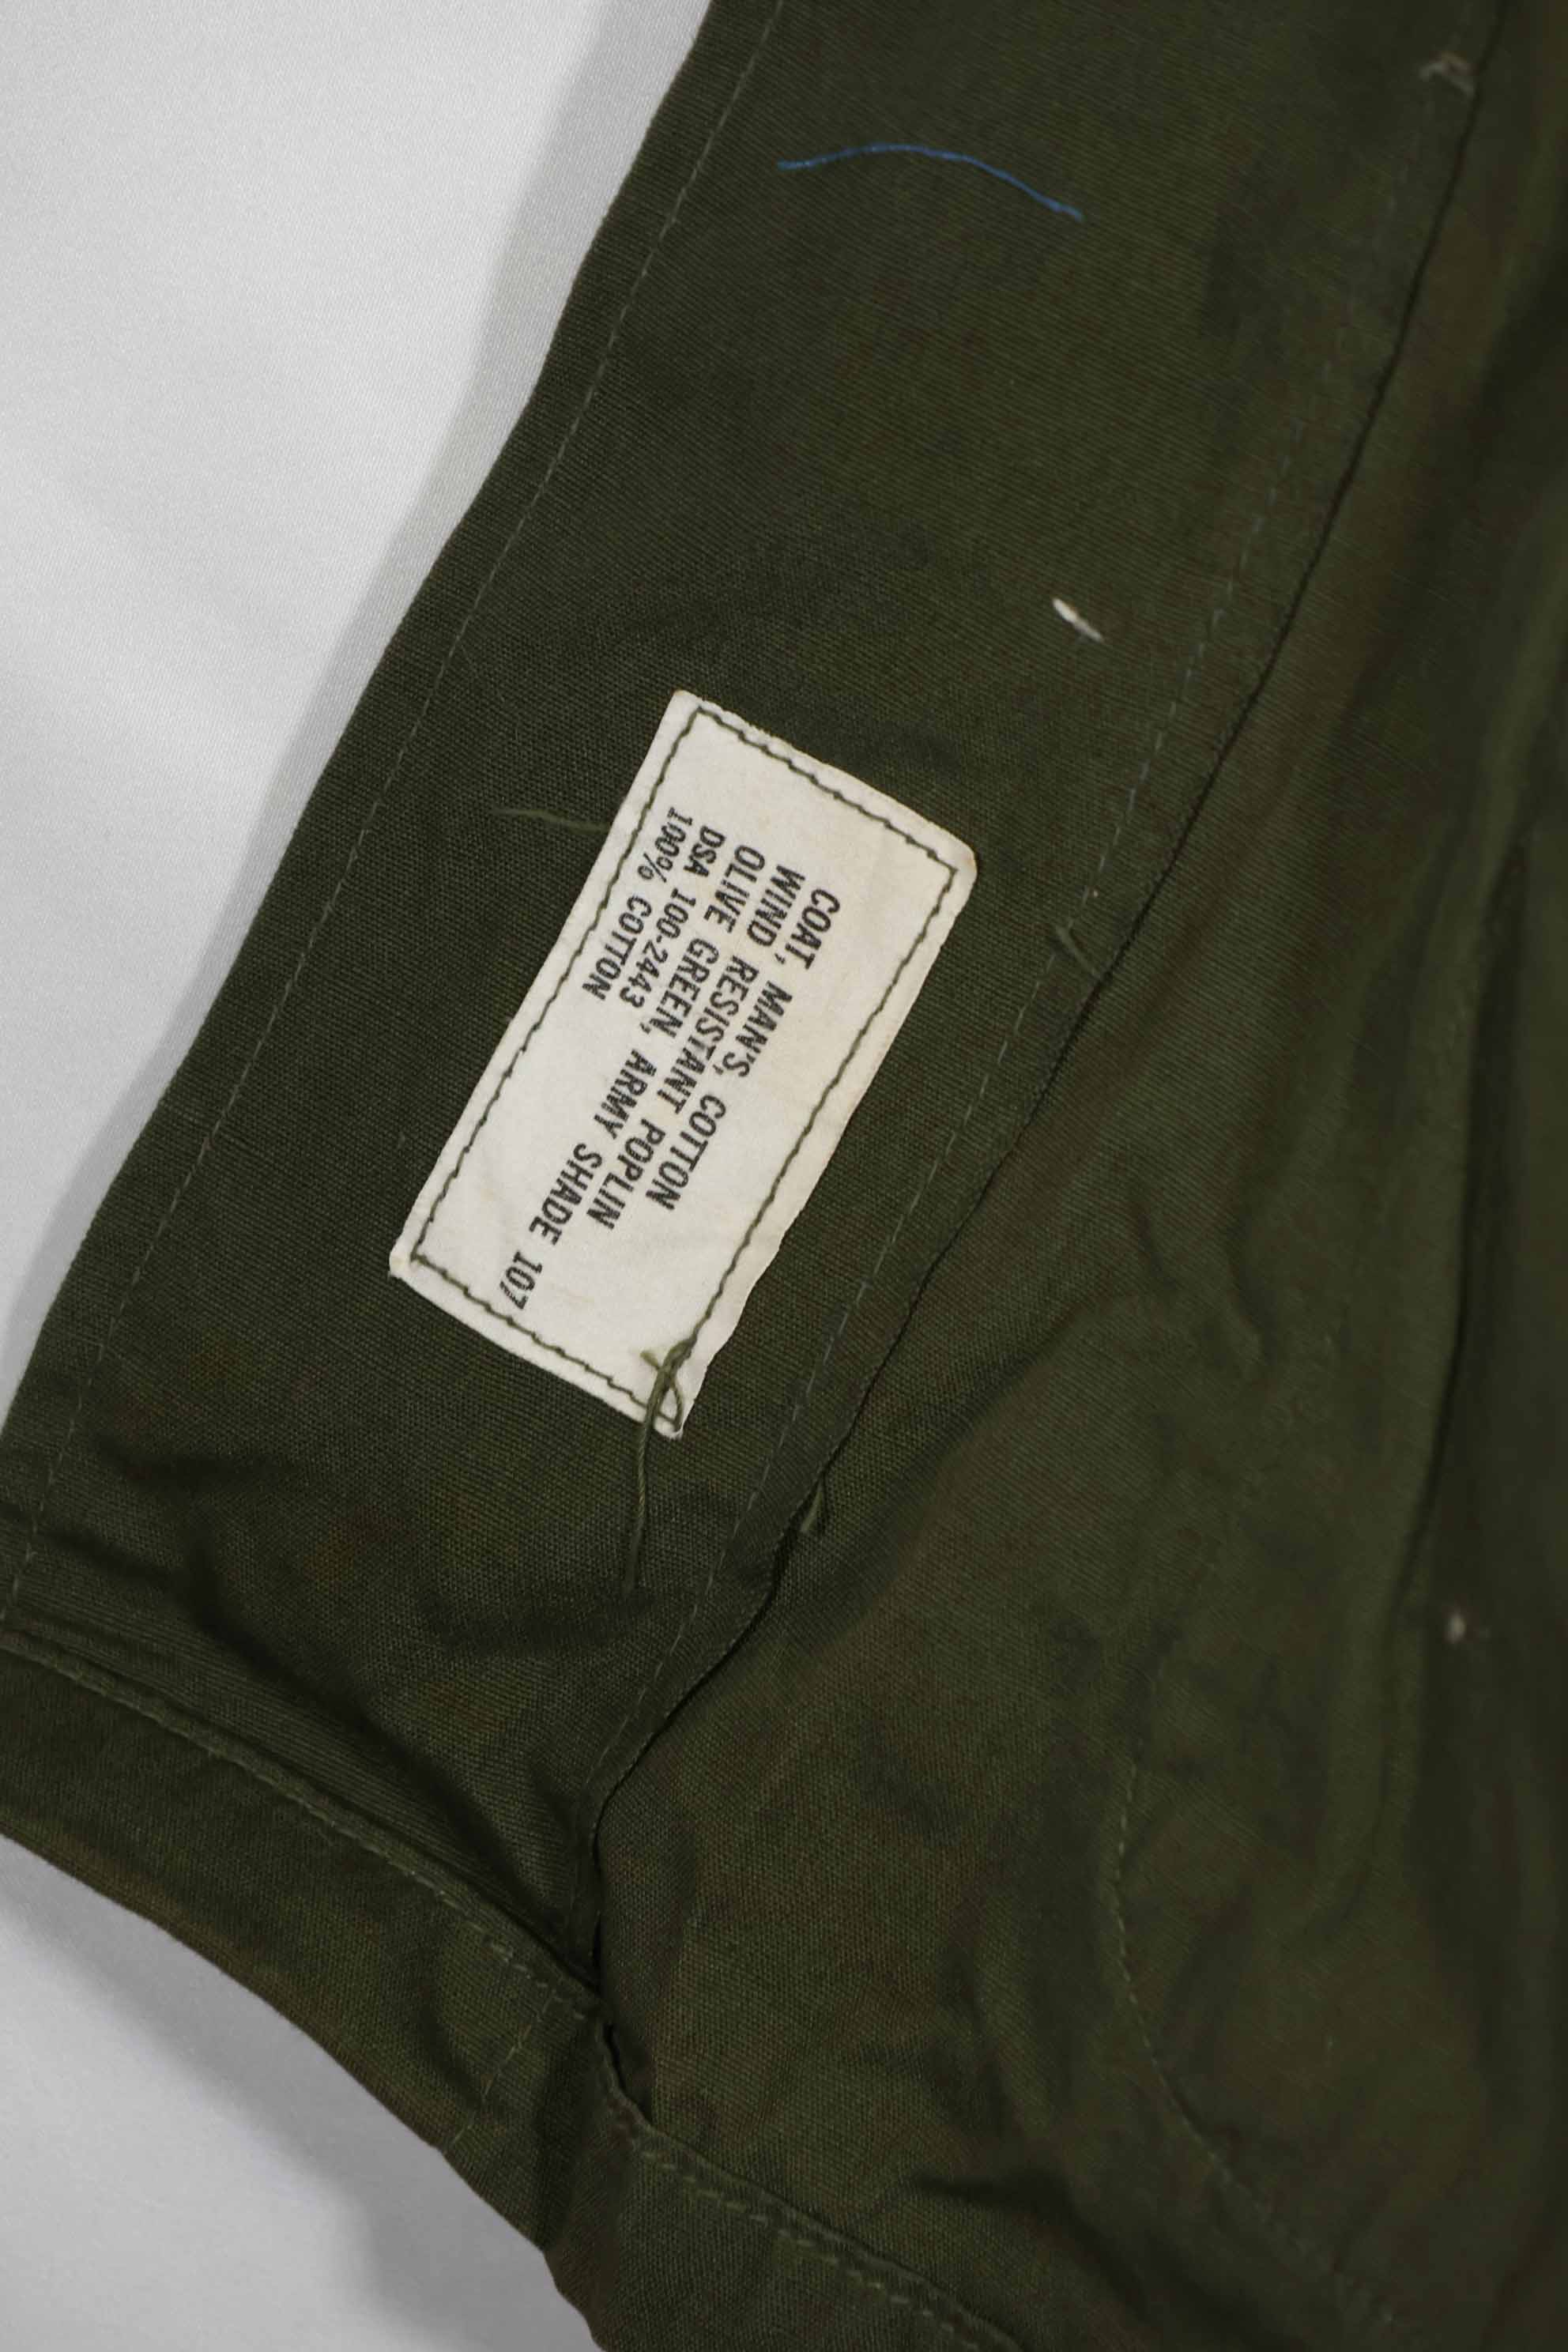 COAT, MAN'S, COTTON
WIND RESISTANT POPLIN
OLIVE GREEN, ARMY SHADE 107
DSA 100-2443
100% COTTON